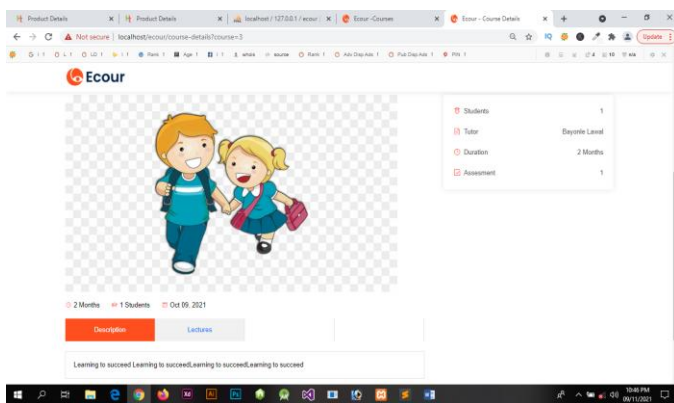 Product Details
Product Details
localhost / 127.0.0.1 / ecour
Ecour -Courses
Ecour - Course Details
Not secure
localhost/ecour/course-details?course=3
Update
Ecour
Students 1
Tutor Bayonle Lawal
Duration 2 Months
Assesment 1
2 Months 1 Students Oct 09, 2021
Description Lectures
Learning to succeed Learning to succeedLearning to succeedLearning to succeed
10:46 PM
09/11/2021